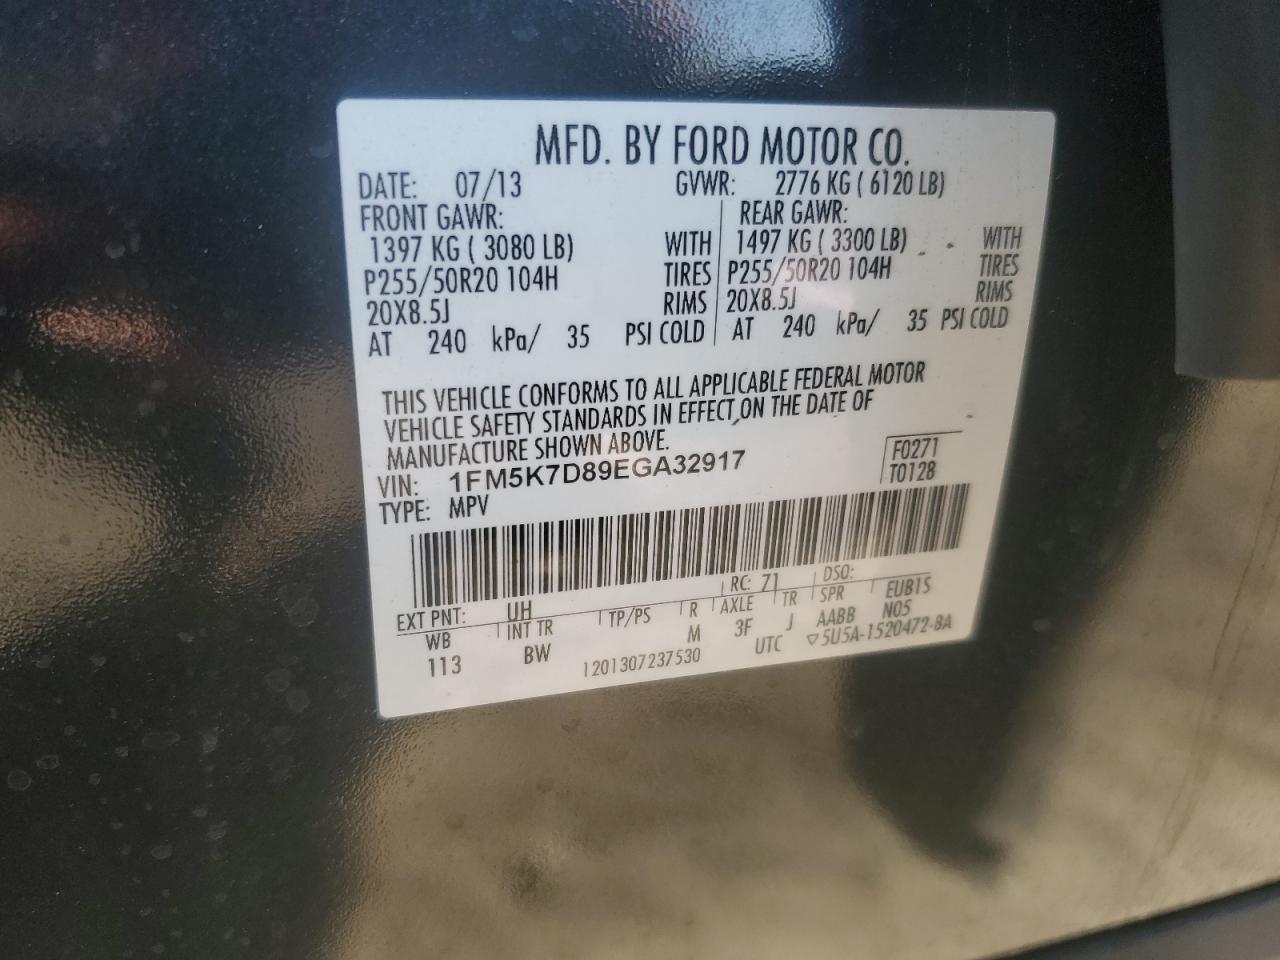 MFD. BY FORD MOTOR CO.
DATE: 07/13 GVWR: 2776 KG ( 6120 LB)
FRONT GAWR: REAR GAWR:
1397 KG ( 3080 LB) WITH 1497 KG ( 3300 LB) WITH
P255/50R20 104H TIRES P255/50R20 104H TIRES
20X8.5J RIMS 20X8.5J RIMS
AT 240 kPa/ 35 PSI COLD AT 240 kPa/ 35 PSI COLD
THIS VEHICLE CONFORMS TO ALL APPLICABLE FEDERAL MOTOR
VEHICLE SAFETY STANDARDS IN EFFECT ON THE DATE OF
MANUFACTURE SHOWN ABOVE.
VIN: 1FM5K7D89EGA32917 F0271
TYPE: MPV T0128
EXT PNT: UH RC: 71 DSO:
WB INT TR TP/PS R AXLE TR SPR EUB1S
113 BW M 3F J AABB N05
1201307237530 UTC ▽5U5A-1520472-BA